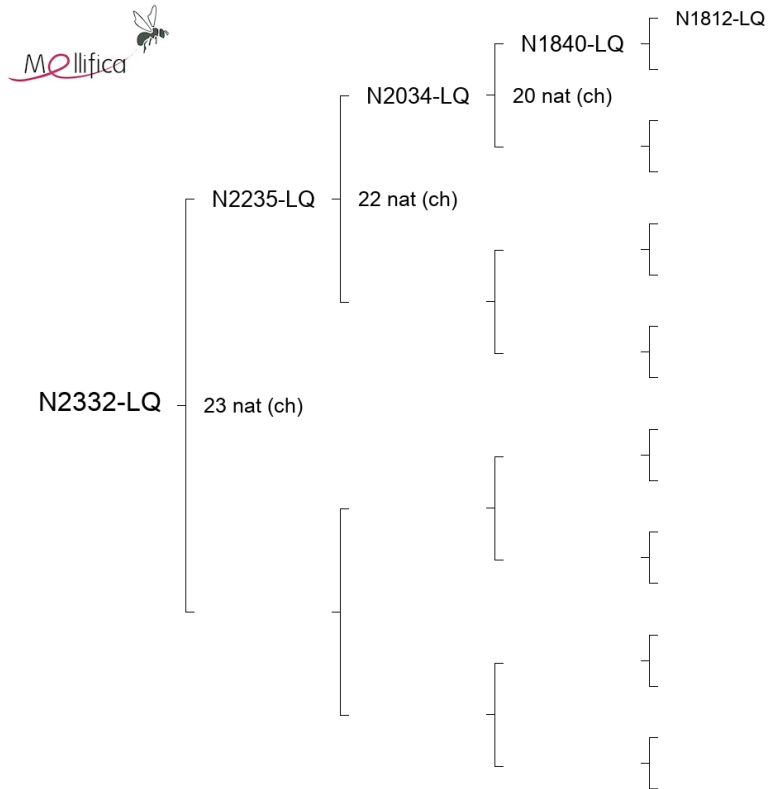 N1812-LQ
Mellifica
N1840-LQ
N2034-LQ
20 nat (ch)
N2235-LQ
22 nat (ch)
N2332-LQ
23 nat (ch)